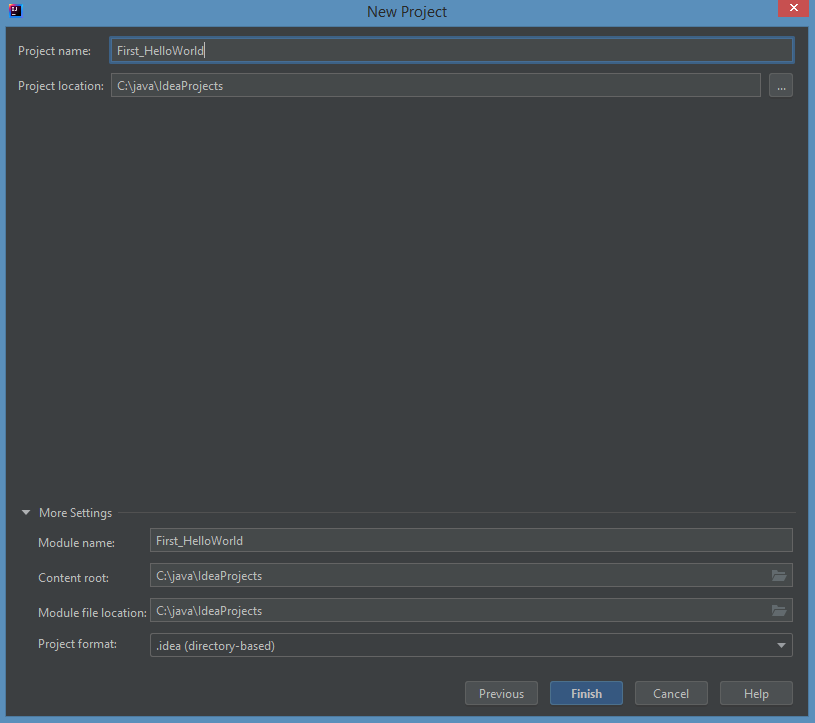 New Project
Project name: First_HelloWorld
Project location: C:\java\IdeaProjects ...
More Settings
Module name: First_HelloWorld
Content root: C:\java\IdeaProjects
Module file location: C:\java\IdeaProjects
Project format: .idea (directory-based)
Previous Finish Cancel Help